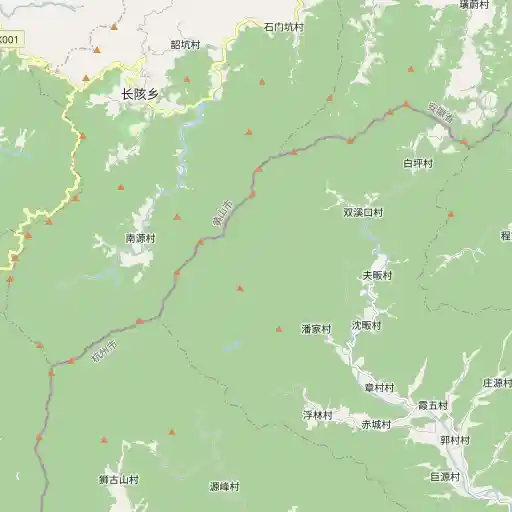 璜蔚村
石门坑村
X001
韶坑村
长陔乡
安徽省
白坪村
黄山市
双溪口村
南源村
程
夫畈村
沈畈村
潘家村
杭州市
庄源村
章村村
霞五村
浮林村
赤城村
郭村村
狮古山村
巨源村
源峰村